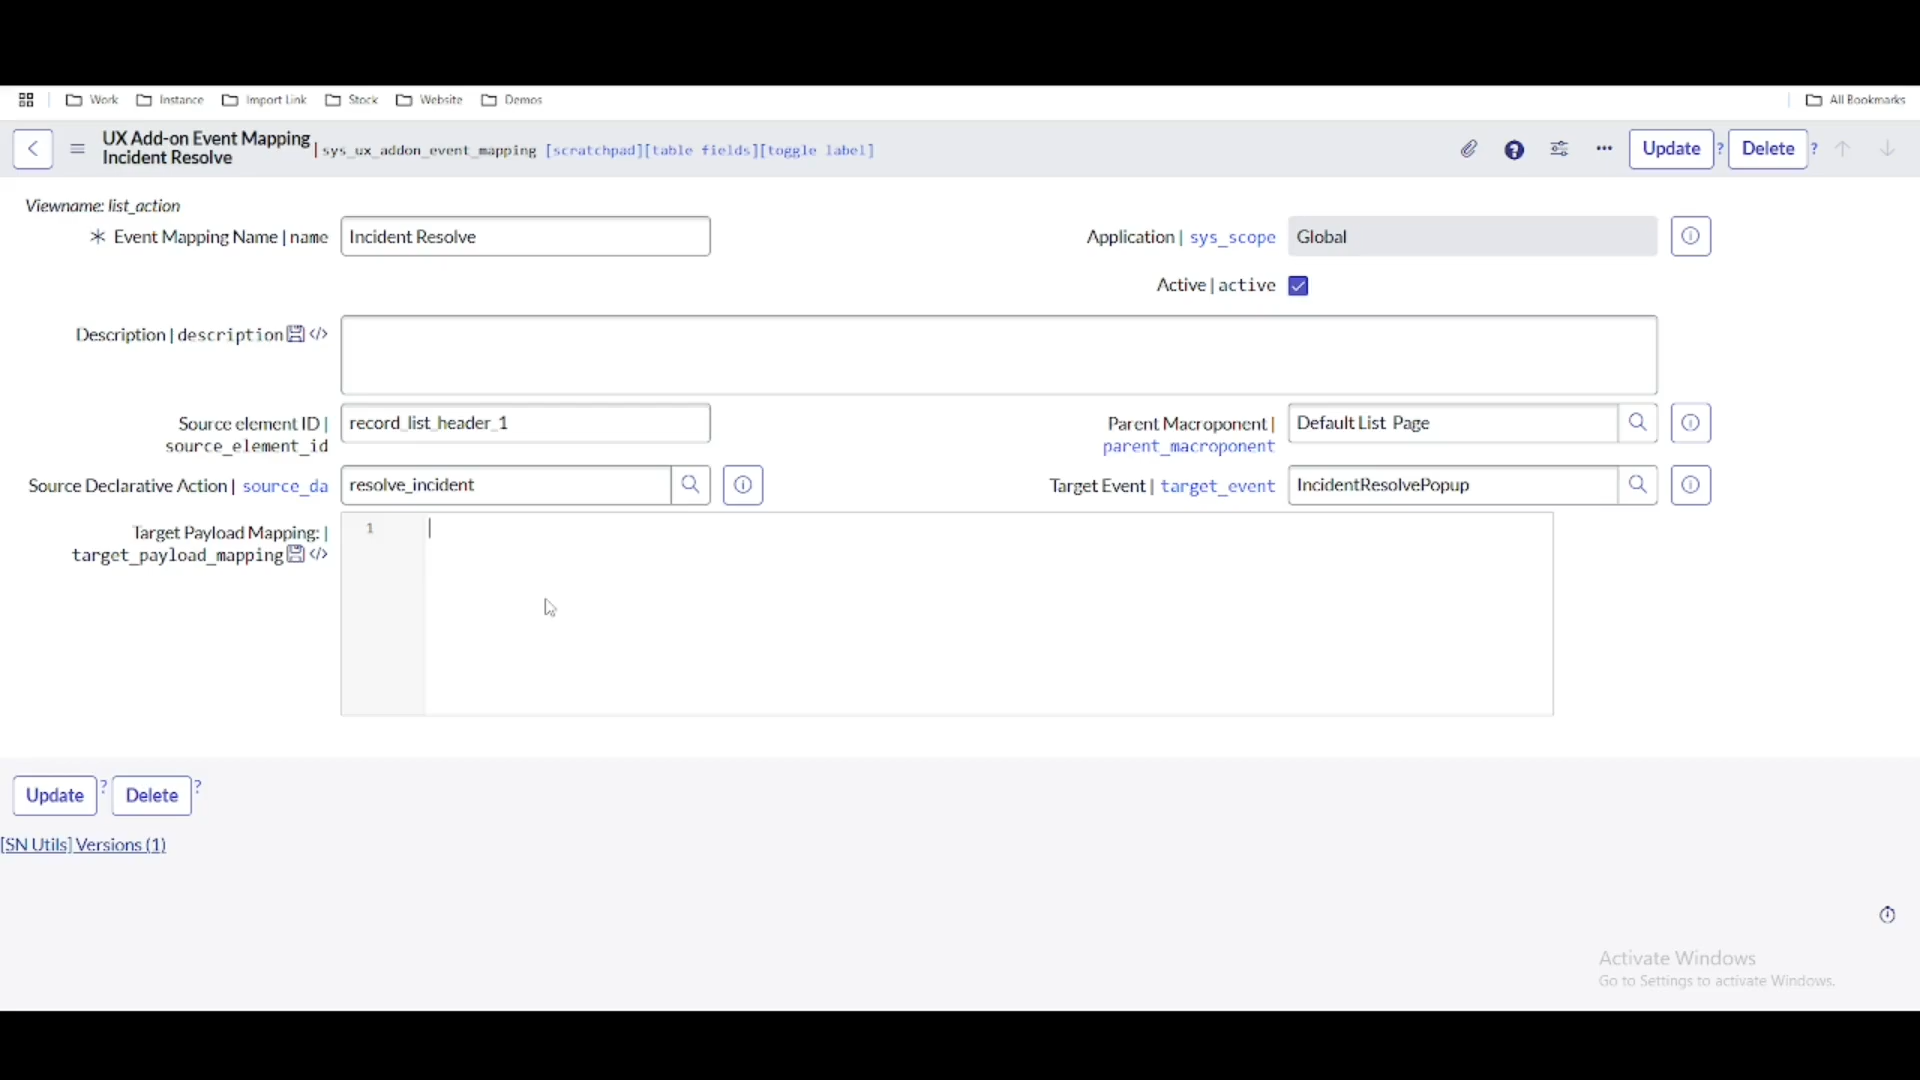 Work Instance Import Link Stock Website Demos All Bookmarks
UX Add-on Event Mapping
Incident Resolve
| sys_ux_addon_event_mapping [scratchpad][table fields][toggle label]
Update ? Delete ?
Viewname: list_action
Event Mapping Name | name Incident Resolve
Application | sys_scope Global
Active | active
Description | description </>
Source element ID |
source_element_id
record_list_header_1
Parent Macroponent |
parent_macroponent
Default List Page
Source Declarative Action | source_da resolve_incident
Target Event | target_event IncidentResolvePopup
Target Payload Mapping: |
target_payload_mapping </>
1
Update ? Delete ?
[SN Utils] Versions (1)
Activate Windows
Go to Settings to activate Windows.